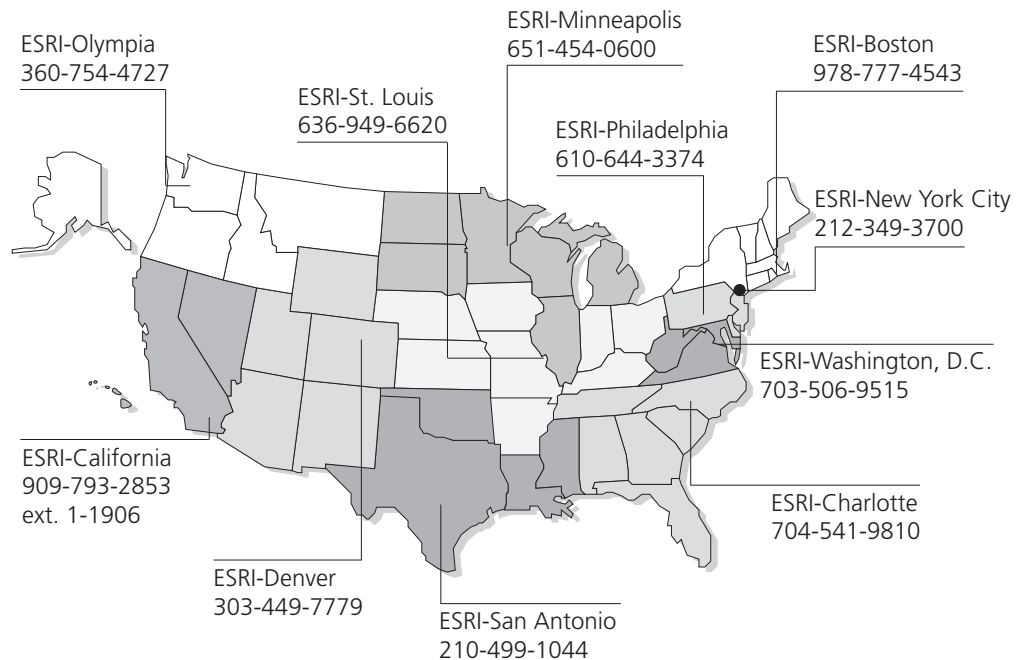 ESRI-Minneapolis
651-454-0600
ESRI-Olympia
360-754-4727
ESRI-Boston
978-777-4543
ESRI-St. Louis
636-949-6620
ESRI-Philadelphia
610-644-3374
ESRI-New York City
212-349-3700
ESRI-Washington, D.C.
703-506-9515
ESRI-California
909-793-2853
ext. 1-1906
ESRI-Charlotte
704-541-9810
ESRI-Denver
303-449-7779
ESRI-San Antonio
210-499-1044